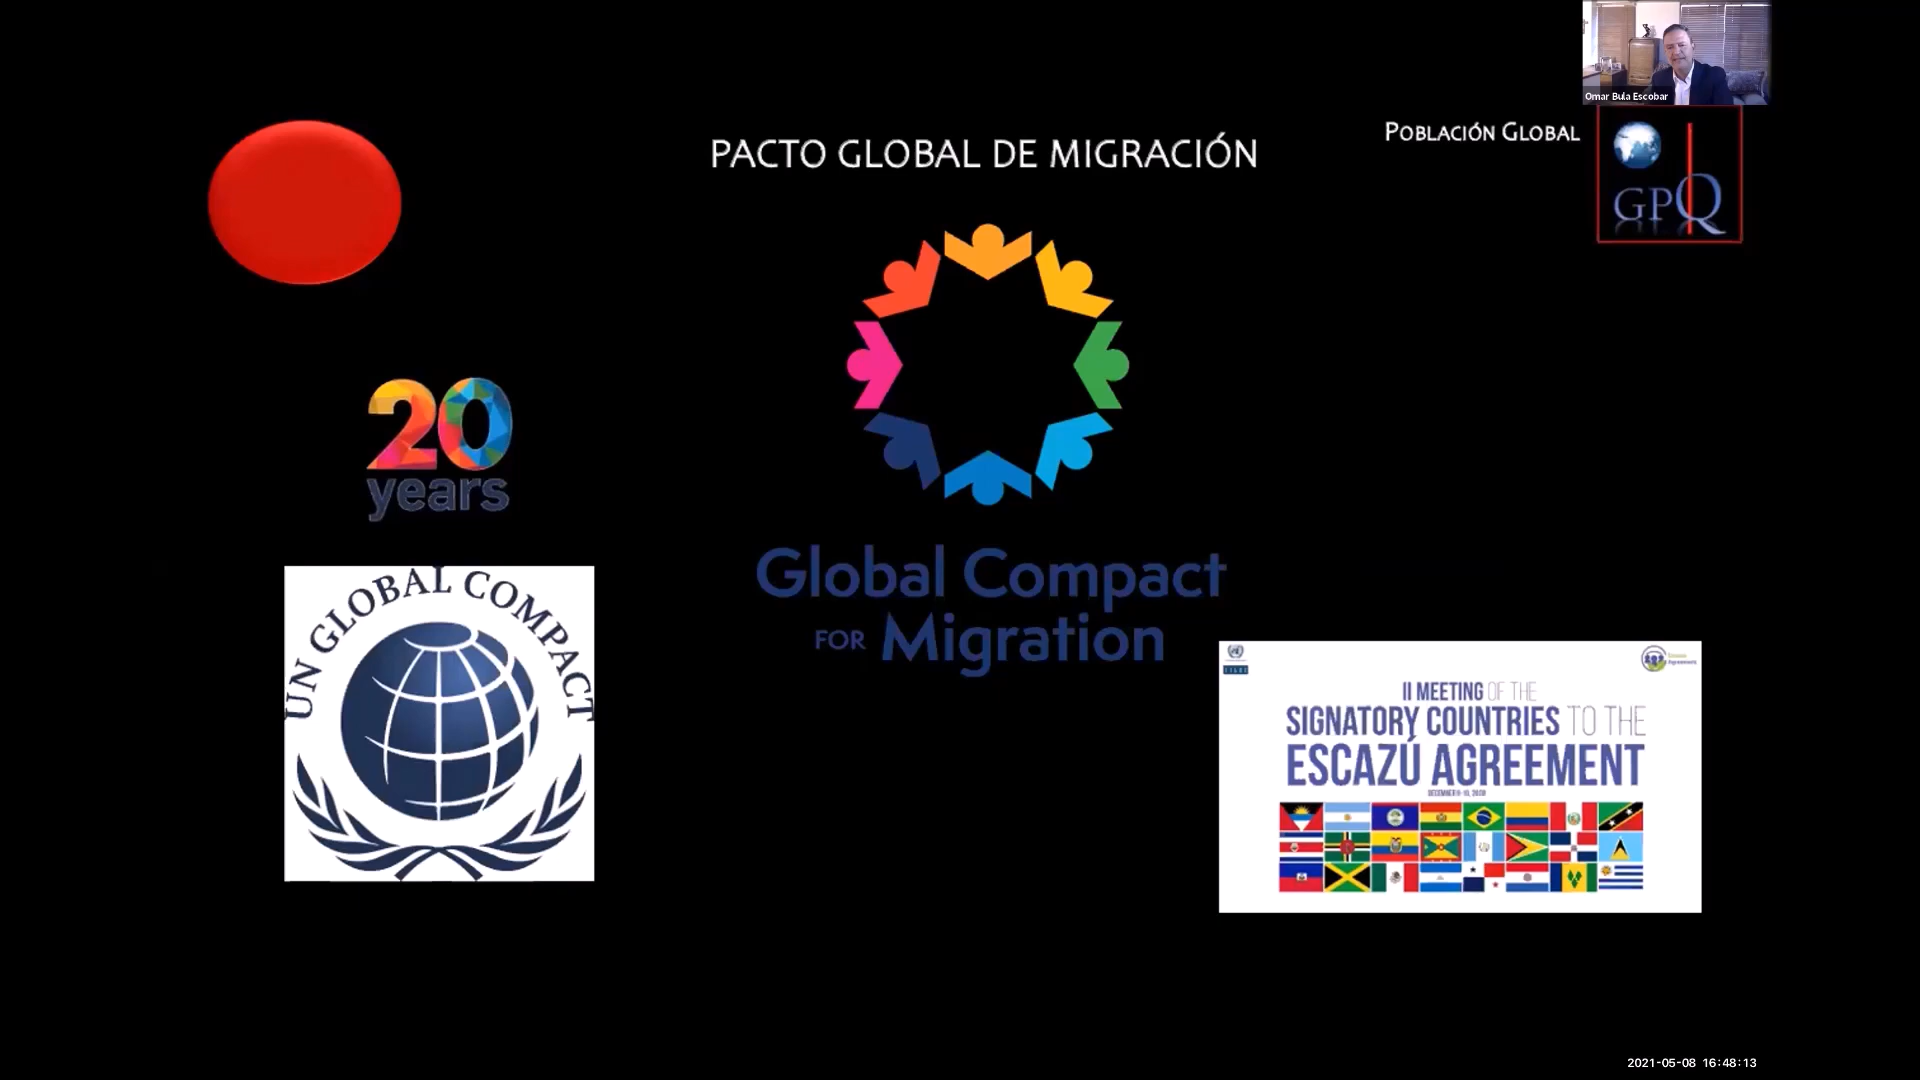 Omar Bula Escobar
PACTO GLOBAL DE MIGRACIÓN
POBLACIÓN GLOBAL
GPQ
20
years
UN GLOBAL COMPACT
Global Compact
FOR Migration
II MEETING OF THE
SIGNATORY COUNTRIES TO THE
ESCAZÚ AGREEMENT
2021-05-08 16:48:13